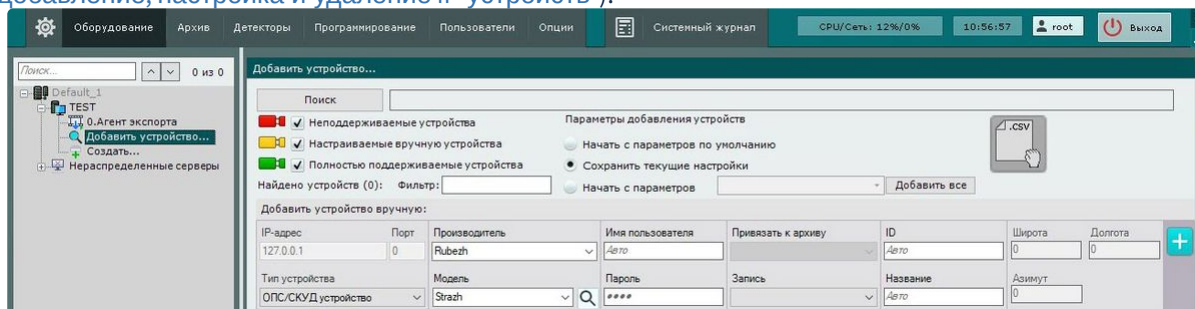 добавление, настройка и удаление IP-устройств").
Оборудование Архив Детекторы Программирование Пользователи Опции Системный журнал CPU/Сеть: 12%/0% 10:56:57 root Выход
Поиск... 0 из 0
Default_1
TEST
0.Агент экспорта
Добавить устройство...
Создать...
Нераспределенные серверы
Добавить устройство...
Поиск
Неподдерживаемые устройства
Настраиваемые вручную устройства
Полностью поддерживаемые устройства
Параметры добавления устройств
Начать с параметров по умолчанию
Сохранить текущие настройки
Начать с параметров Добавить все
.CSV
Найдено устройств (0): Фильтр:
Добавить устройство вручную:
IP-адрес Порт Производитель Имя пользователя Привязать к архиву ID Широта Долгота
127.0.0.1 0 Rubezh Авто Авто 0 0
Тип устройства Модель Пароль Запись Название Азимут
ОПС/СКУД устройство Strazh **** Авто 0